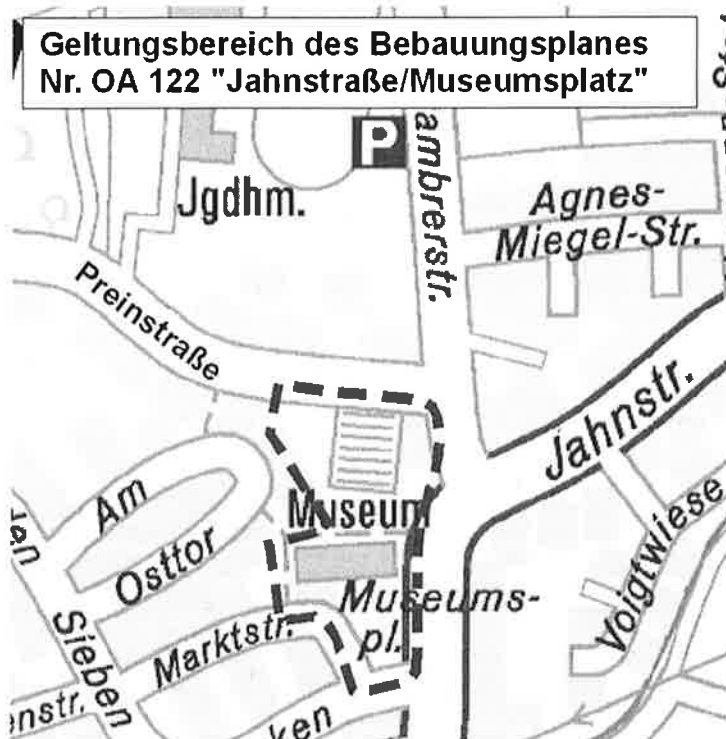 Geltungsbereich des Bebauungsplanes
Nr. OA 122 "Jahnstraße/Museumsplatz"
P
ambrerstr.
Jgdhm.
Agnes-
Miegel-Str.
Preinstraße
Jahnstr.
Am
Osttor
Museum
Museums-
pl.
Voigtwiese
Sieben
Marktstr.
enstr.
ken